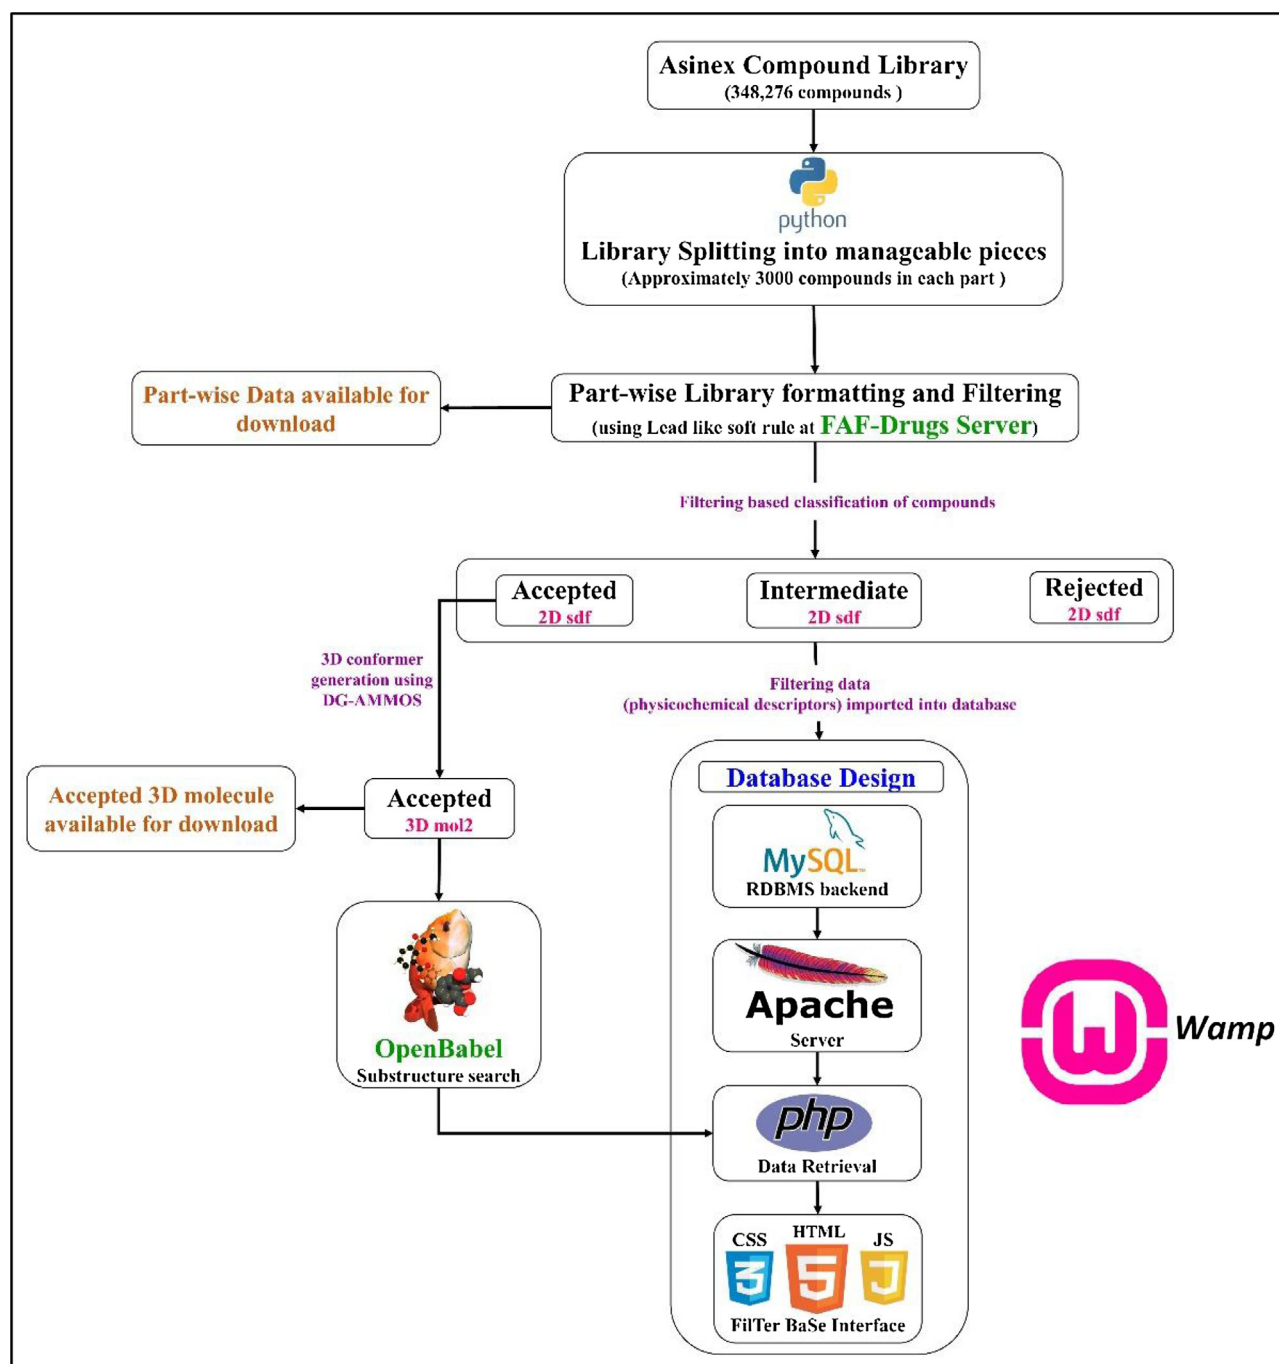 Asinex Compound Library
(348,276 compounds )
python
Library Splitting into manageable pieces
(Approximately 3000 compounds in each part )
Part-wise Data available for
download
Part-wise Library formatting and Filtering
(using Lead like soft rule at FAF-Drugs Server)
Filtering based classification of compounds
Accepted
2D sdf
Intermediate
2D sdf
Rejected
2D sdf
3D conformer
generation using
DG-AMMOS
Filtering data
(physicochemical descriptors) imported into database
Accepted 3D molecule
available for download
Accepted
3D mol2
Database Design
MySQL
RDBMS backend
Apache
Server
W Wamp
OpenBabel
Substructure search
php
Data Retrieval
CSS HTML JS
3 5 J
FilTer BaSe Interface